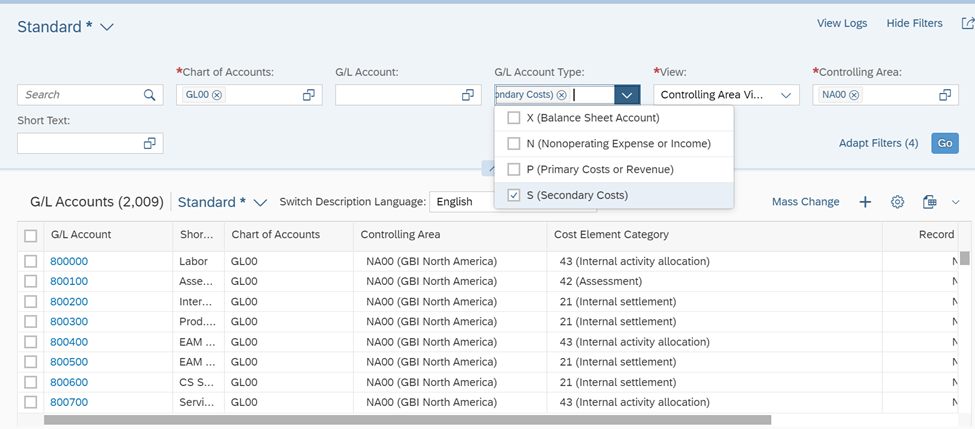 Standard *
View Logs Hide Filters
*Chart of Accounts: G/L Account: G/L Account Type: *View: *Controlling Area:
Search GL00 ondary Costs) Controlling Area Vi... NA00
X (Balance Sheet Account)
Short Text:
N (Nonoperating Expense or Income)
Adapt Filters (4) Go
P (Primary Costs or Revenue)
S (Secondary Costs)
G/L Accounts (2,009) Standard * Switch Description Language: English Mass Change
G/L Account Shor... Chart of Accounts Controlling Area Cost Element Category Record
800000 Labor GL00 NA00 (GBI North America) 43 (Internal activity allocation) N
800100 Asse... GL00 NA00 (GBI North America) 42 (Assessment) N
800200 Inter... GL00 NA00 (GBI North America) 21 (Internal settlement) N
800300 Prod.... GL00 NA00 (GBI North America) 21 (Internal settlement) N
800400 EAM ... GL00 NA00 (GBI North America) 43 (Internal activity allocation) N
800500 EAM ... GL00 NA00 (GBI North America) 21 (Internal settlement) N
800600 CS S... GL00 NA00 (GBI North America) 21 (Internal settlement) N
800700 Servi... GL00 NA00 (GBI North America) 43 (Internal activity allocation) N